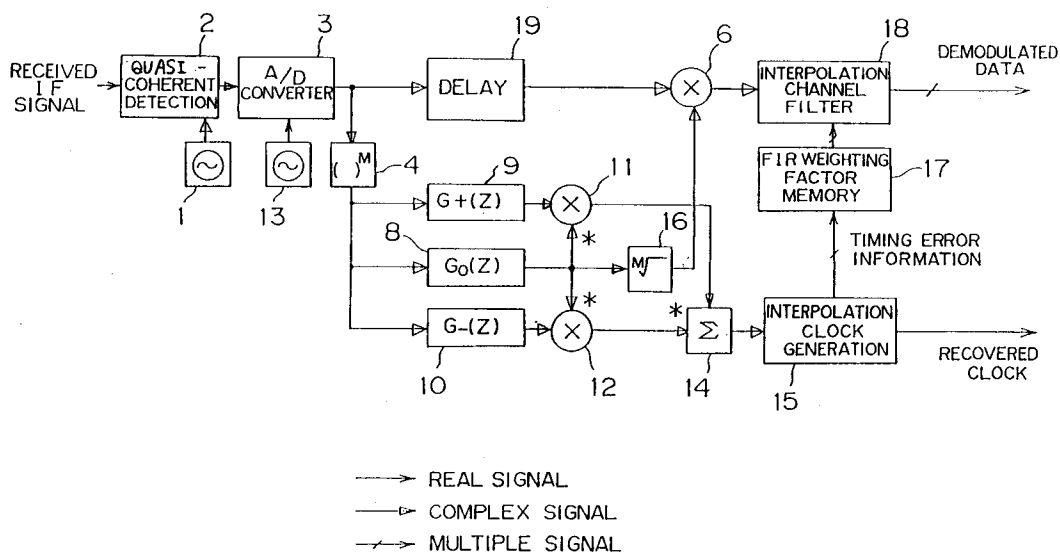 2
3
19
6
18
RECEIVED
IF
SIGNAL
QUASI -
COHERENT
DETECTION
A/D
CONVERTER
DELAY
×
INTERPOLATION
CHANNEL
FILTER
DEMODULATED
DATA
1
13
( )^M
4
9
11
G+(Z)
×
FIR WEIGHTING
FACTOR
MEMORY
17
8
*
16
G0(Z)
M√
TIMING ERROR
INFORMATION
*
*
G−(Z)
×
Σ
INTERPOLATION
CLOCK
GENERATION
10
12
14
15
RECOVERED
CLOCK
REAL SIGNAL
COMPLEX SIGNAL
MULTIPLE SIGNAL